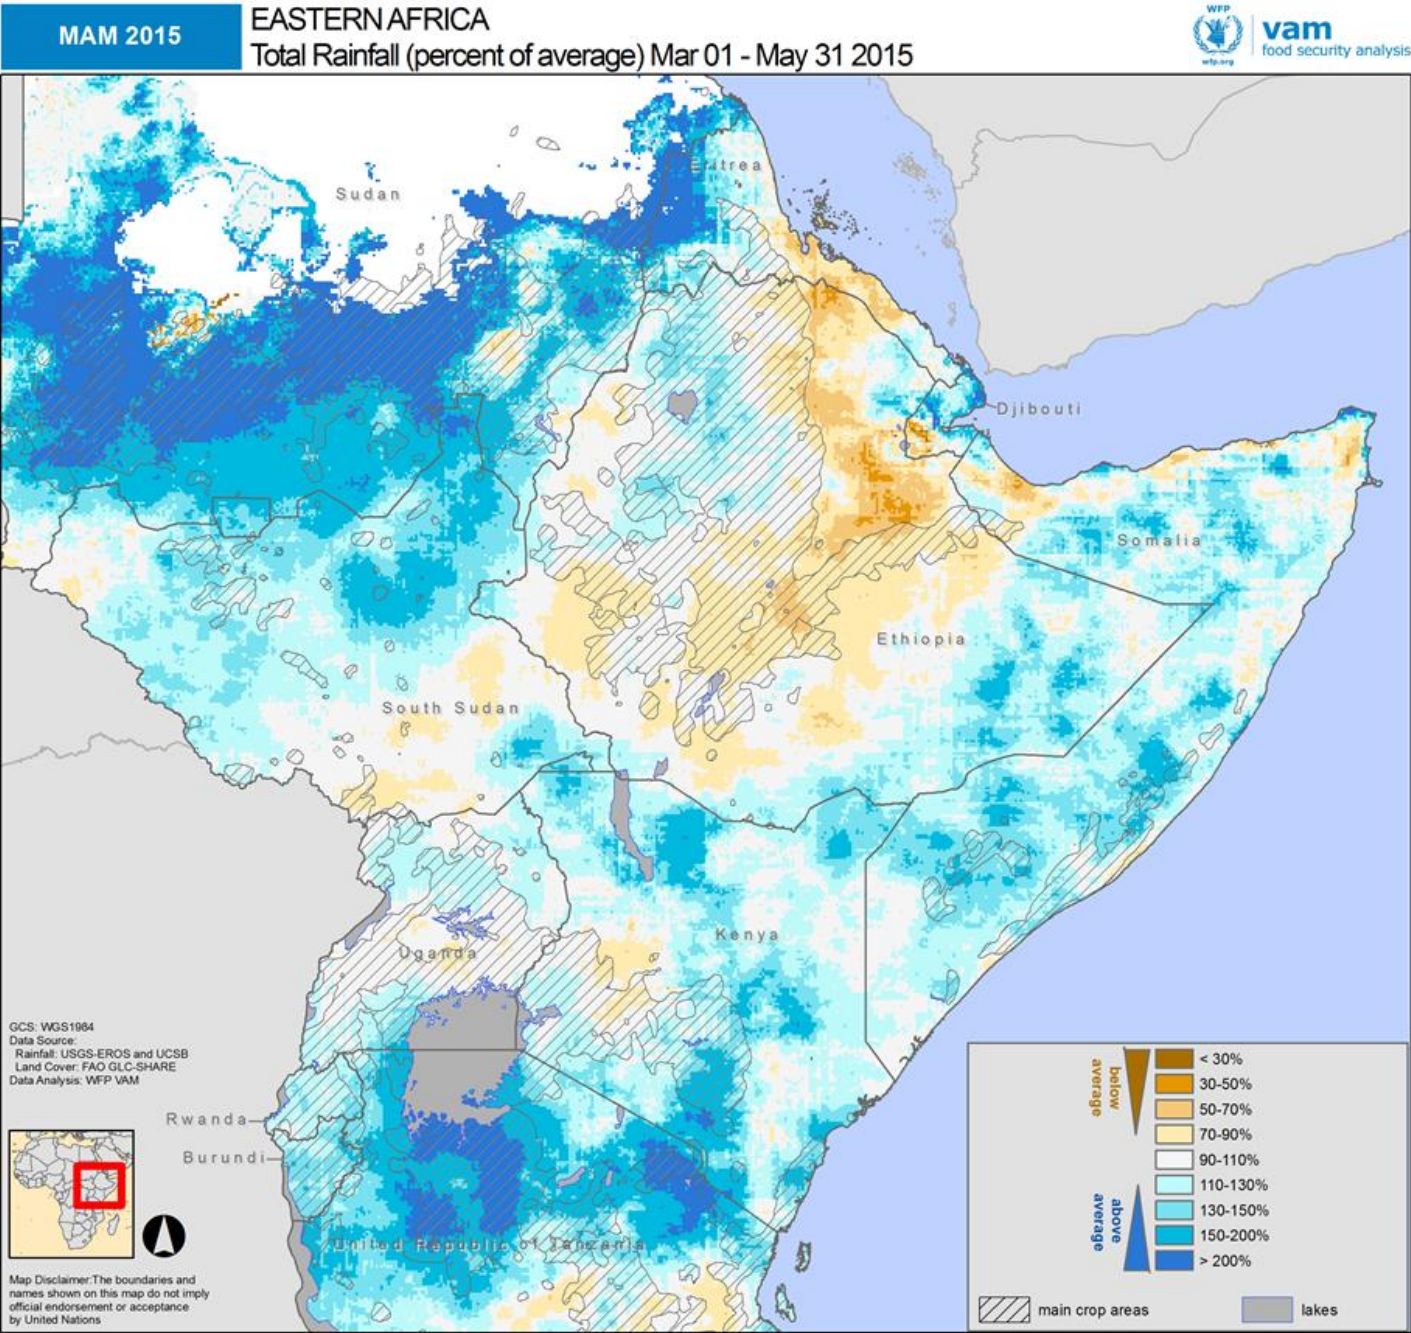 MAM 2015
EASTERN AFRICA
Total Rainfall (percent of average) Mar 01 - May 31 2015
WFP
wfp.org
vam
food security analysis
Eritrea
Sudan
Djibouti
Somalia
Ethiopia
South Sudan
Kenya
Uganda
Rwanda
Burundi
United Republic of Tanzania
GCS: WGS1984
Data Source:
Rainfall: USGS-EROS and UCSB
Land Cover: FAO GLC-SHARE
Data Analysis: WFP VAM
Map Disclaimer:The boundaries and
names shown on this map do not imply
official endorsement or acceptance
by United Nations
below
average
above
average
< 30%
30-50%
50-70%
70-90%
90-110%
110-130%
130-150%
150-200%
> 200%
main crop areas
lakes